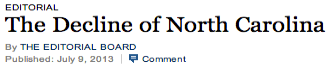 EDITORIAL
The Decline of North Carolina
By THE EDITORIAL BOARD
Published: July 9, 2013 | Comment